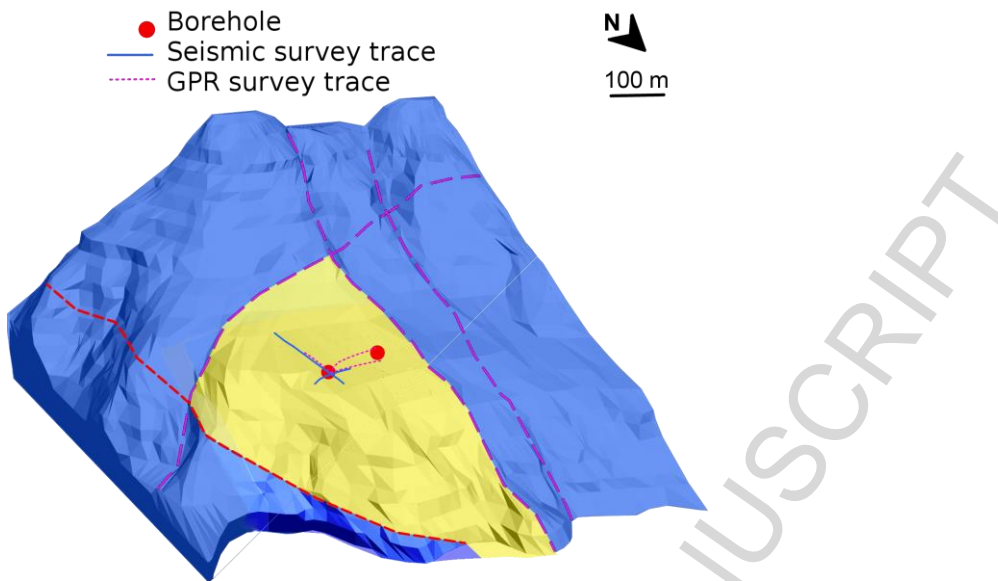 Borehole
Seismic survey trace
GPR survey trace
N
100 m
USCRIPT